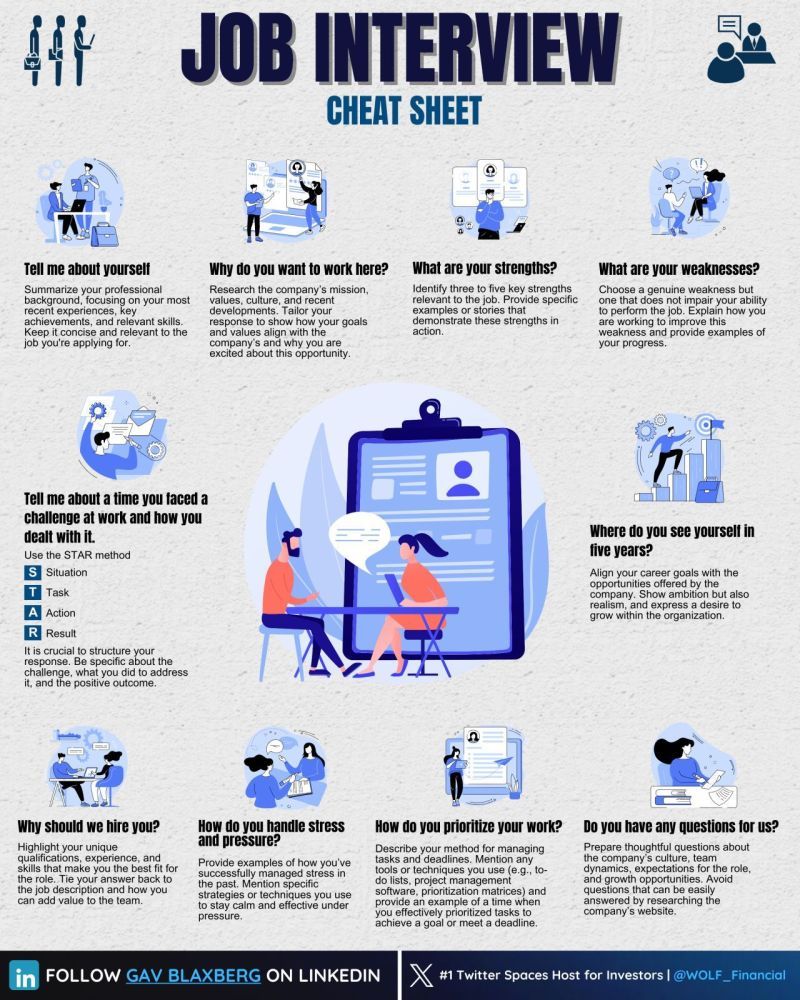 JOB INTERVIEW
CHEAT SHEET
Tell me about yourself
Summarize your professional
background, focusing on your most
recent experiences, key
achievements, and relevant skills.
Keep it concise and relevant to the
job you're applying for.
Why do you want to work here?
Research the company's mission,
values, culture, and recent
developments. Tailor your
response to show how your goals
and values align with the
company's and why you are
excited about this opportunity.
What are your strengths?
Identify three to five key strengths
relevant to the job. Provide specific
examples or stories that
demonstrate these strengths in
action.
What are your weaknesses?
Choose a genuine weakness but
one that does not impair your ability
to perform the job. Explain how you
are working to improve this
weakness and provide examples of
your progress.
Tell me about a time you faced a
challenge at work and how you
dealt with it.
Use the STAR method
S Situation
T Task
A Action
R Result
It is crucial to structure your
response. Be specific about the
challenge, what you did to address
it, and the positive outcome.
Where do you see yourself in
five years?
Align your career goals with the
opportunities offered by the
company. Show ambition but also
realism, and express a desire to
grow within the organization.
Why should we hire you?
Highlight your unique
qualifications, experience, and
skills that make you the best fit for
the role. Tie your answer back to
the job description and how you
can add value to the team.
How do you handle stress
and pressure?
Provide examples of how you've
successfully managed stress in
the past. Mention specific
strategies or techniques you use
to stay calm and effective under
pressure.
How do you prioritize your work?
Describe your method for managing
tasks and deadlines. Mention any
tools or techniques you use (e.g., to-
do lists, project management
software, prioritization matrices) and
provide an example of a time when
you effectively prioritized tasks to
achieve a goal or meet a deadline.
Do you have any questions for us?
Prepare thoughtful questions about
the company's culture, team
dynamics, expectations for the role,
and growth opportunities. Avoid
questions that can be easily
answered by researching the
company's website.
in FOLLOW GAV BLAXBERG ON LINKEDIN
X #1 Twitter Spaces Host for Investors | @WOLF_Financial